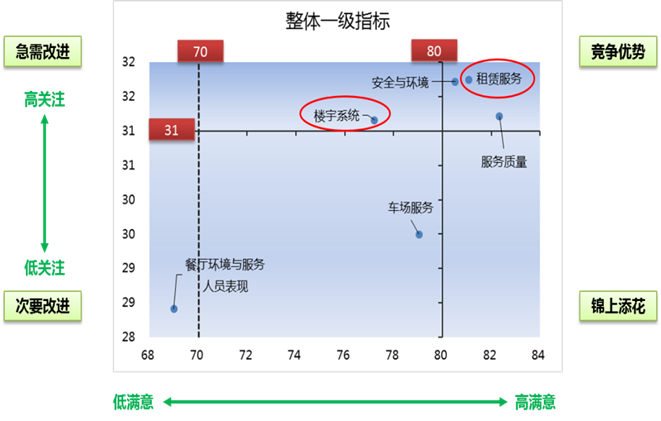 整体一级指标
急需改进
70
80
竞争优势
32
高关注
32
安全与环境
租赁服务
楼宇系统
31
31
服务质量
31
30
车场服务
30
低关注
29
餐厅环境与服务
人员表现
次要改进
29
锦上添花
28
68
70
72
74
76
78
80
82
84
低满意
高满意